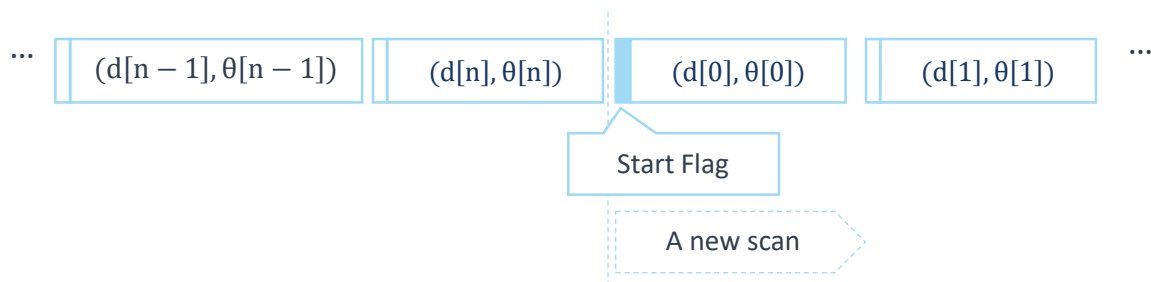 ... (d[n − 1], θ[n − 1]) (d[n], θ[n]) (d[0], θ[0]) (d[1], θ[1]) ...
Start Flag
A new scan